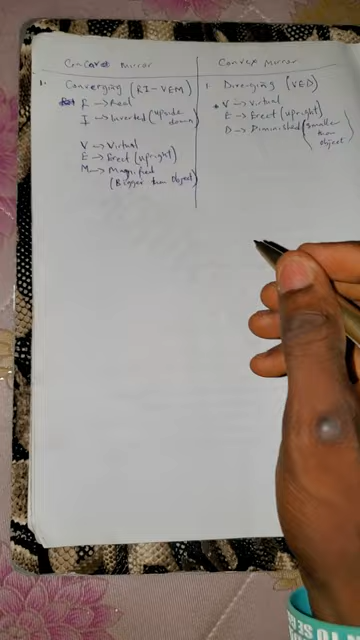 Concave mirror
Convex mirror
1. Converging (RI-VEM)
R → Real
I → Inverted (upside down)
V → Virtual
E → Erect (upright)
M → Magnified
(Bigger than Object)
1. Diverging (VED)
V → Virtual
E → Erect (upright)
D → Diminished (smaller than object)